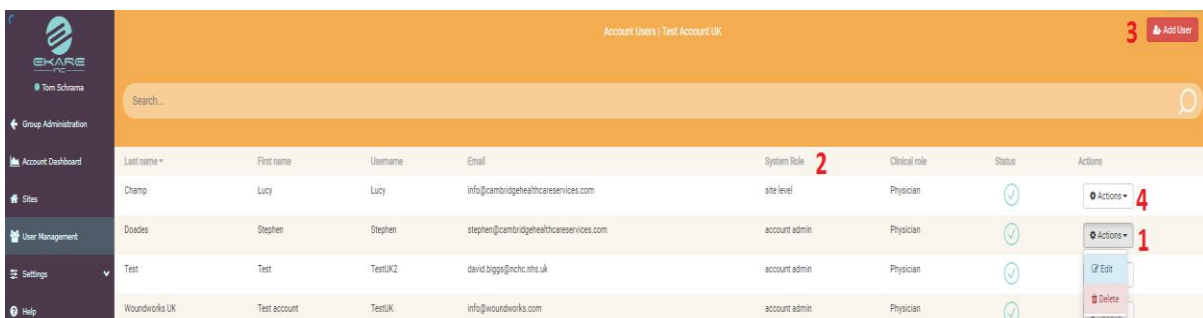 Account Users | Test Account UK
3
Add User
EKARE
INC
Tom Schrama
Search...
Group Administration
Account Dashboard
Sites
User Management
Settings
Help
Last name First name Username Email System Role 2 Clinical role Status Actions
Champ Lucy Lucy info@cambridgehealthcareservices.com site level Physician Actions 4
Doades Stephen Stephen stephen@cambridgehealthcareservices.com account admin Physician Actions 1
Test Test TestUK2 david.biggs@nchc.nhs.uk account admin Physician
Edit
Woundworks UK Test account TestUK info@woundworks.com account admin Physician
Delete